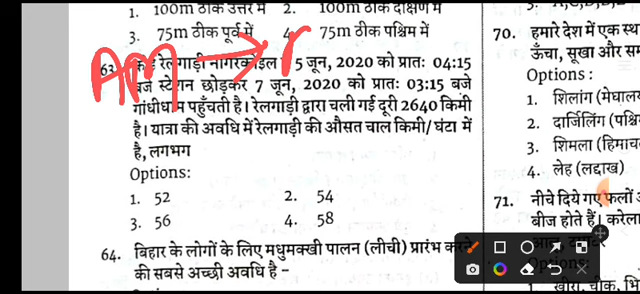 1. 100m ठीक उत्तर में 2. 100m ठीक दक्षिण में
3. 75m ठीक पूर्व में 4. 75m ठीक पश्चिम में
AM → r
63. रेलगाड़ी नागरकोइल 5 जून, 2020 को प्रातः 04:15
बजे स्टेशन छोड़कर 7 जून, 2020 को प्रातः 03:15 बजे
गांधीधाम पहुँचती है। रेलगाड़ी द्वारा चली गई दूरी 2640 किमी
है। यात्रा की अवधि में रेलगाड़ी की औसत चाल किमी/घंटा में
है, लगभग
Options:
1. 52 2. 54
3. 56 4. 58
64. बिहार के लोगों के लिए मधुमक्खी पालन (लीची) प्रारंभ करने
की सबसे अच्छी अवधि है –
70. हमारे देश में एक
ऊँचा, सूखा और
Options :
1. शिलांग
2. दार्जिलिंग
3. शिमला
4. लेह (लद्दाख)
71. नीचे दिये गए फलों
बीज होते हैं। करेला
Options: